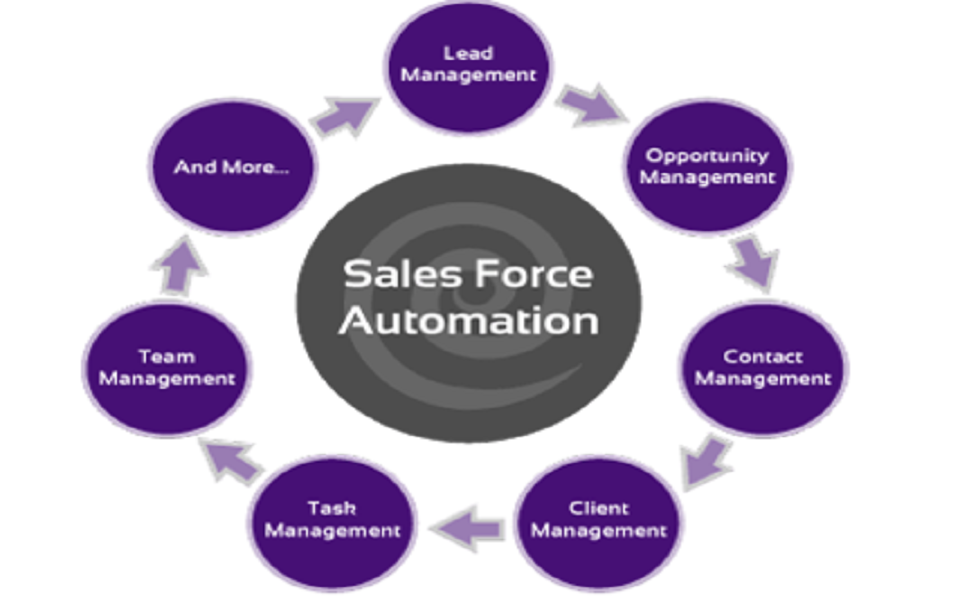 Lead
Management
Opportunity
Management
Contact
Management
Client
Management
Task
Management
Team
Management
And More...
Sales Force
Automation